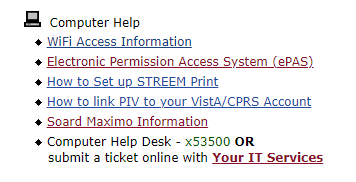 Computer Help
WiFi Access Information
Electronic Permission Access System (ePAS)
How to Set up STREEM Print
How to link PIV to your VistA/CPRS Account
Soard Maximo Information
Computer Help Desk - x53500 OR
submit a ticket online with Your IT Services